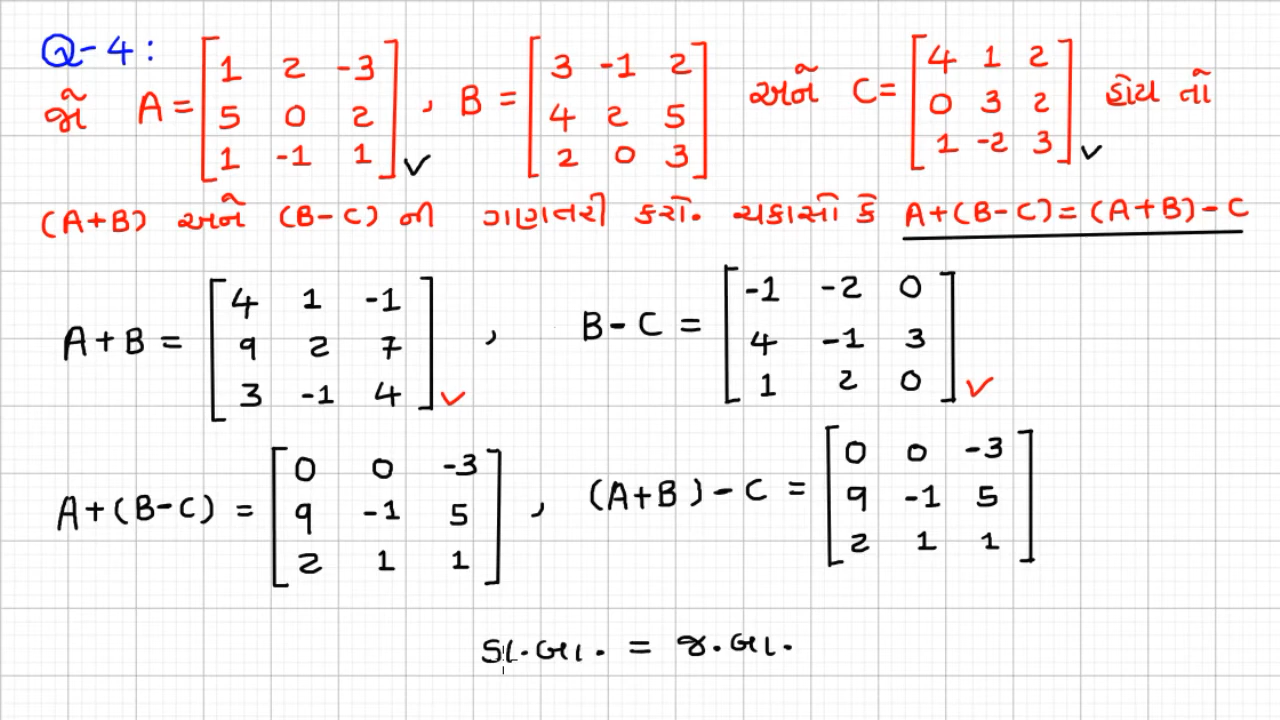 Q-4:
જો A = [1 2 -3
5 0 2
1 -1 1] ✓, B = [3 -1 2
4 2 5
2 0 3] અને C = [4 1 2
0 3 2
1 -2 3] ✓ હોય તો
(A+B) અને (B-C) ની ગાણતરી કરો. ચકાસો કે A+(B-C)=(A+B)-C
A+B = [4 1 -1
9 2 7
3 -1 4] ✓, B-C = [-1 -2 0
4 -1 3
1 2 0] ✓
A+(B-C) = [0 0 -3
9 -1 5
2 1 1], (A+B)-C = [0 0 -3
9 -1 5
2 1 1]
ડા.બા. = જ.બા.